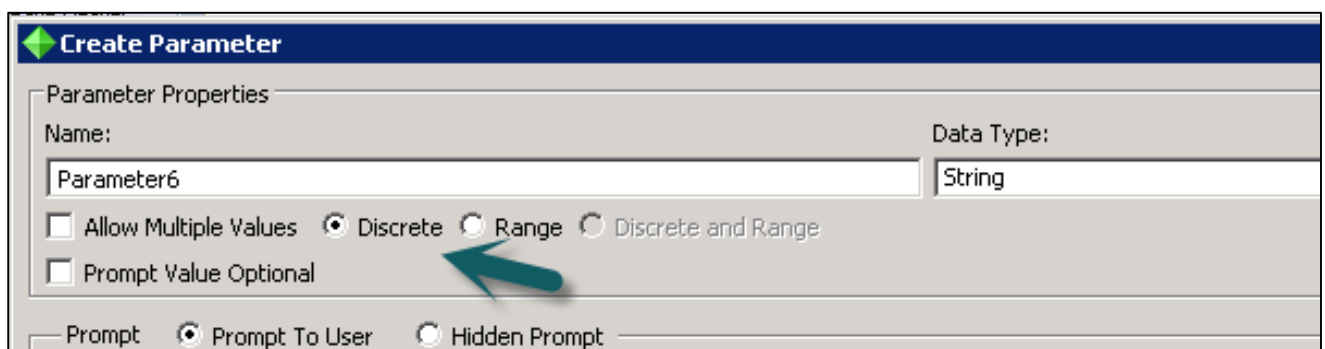 Create Parameter
Parameter Properties
Name: Data Type:
Parameter6 String
Allow Multiple Values Discrete Range Discrete and Range
Prompt Value Optional
Prompt Prompt To User Hidden Prompt